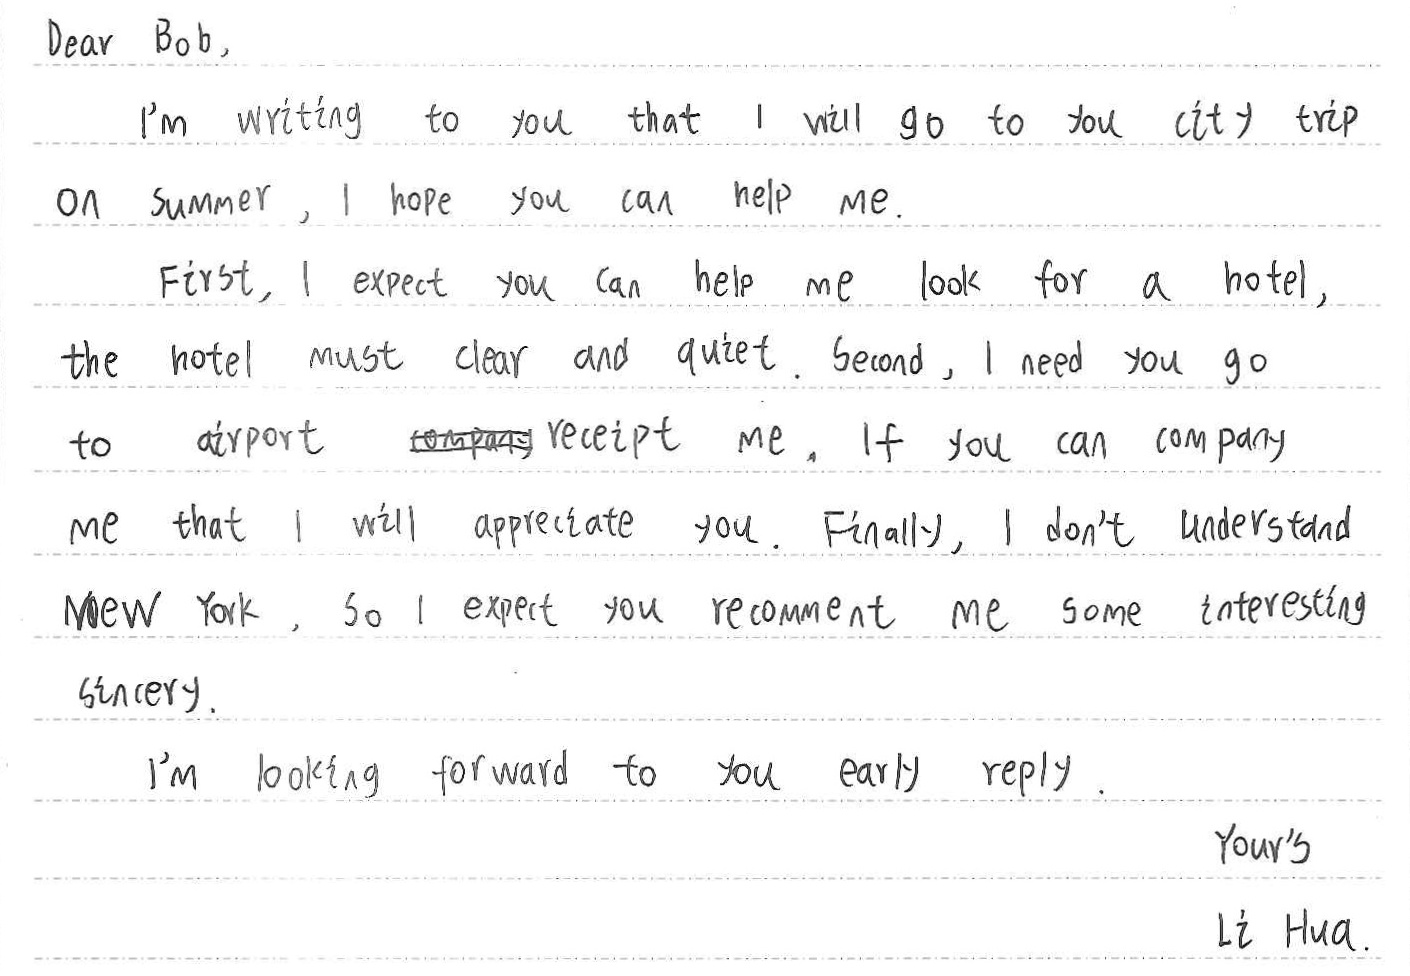 Dear Bob,
I'm writing to you that I will go to you city trip
on summer, I hope you can help me.
First, I expect you can help me look for a hotel,
the hotel must clear and quiet. Second, I need you go
to airport receipt me. If you can company
me that I will appreciate you. Finally, I don't understand
New York, so I expect you recomment me some interesting
sincery.
I'm looking forward to you early reply.
Your's
Li Hua.